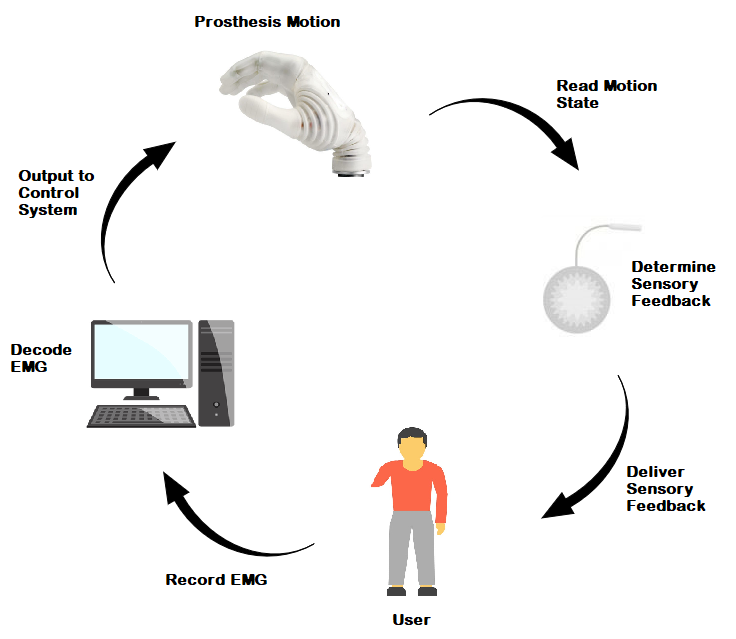 Prosthesis Motion
Read Motion
State
Output to
Control
System
Determine
Sensory
Feedback
Decode
EMG
Deliver
Sensory
Feedback
Record EMG
User